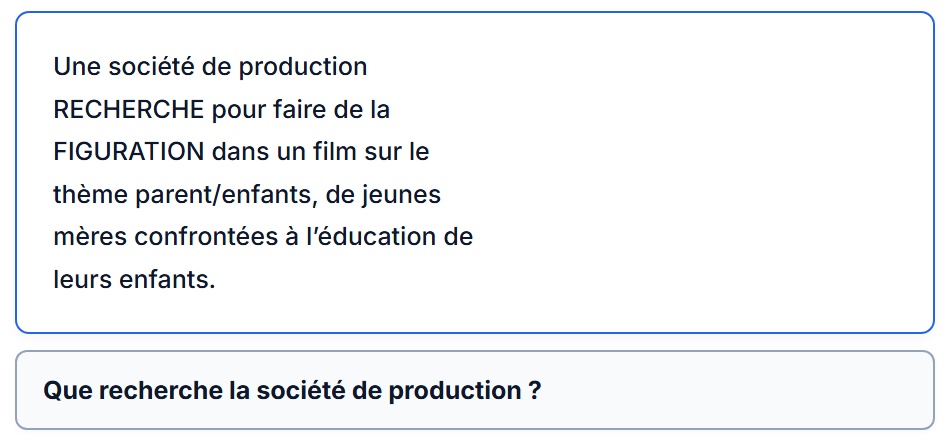 Une société de production
RECHERCHE pour faire de la
FIGURATION dans un film sur le
thème parent/enfants, de jeunes
mères confrontées à l’éducation de
leurs enfants.
Que recherche la société de production ?